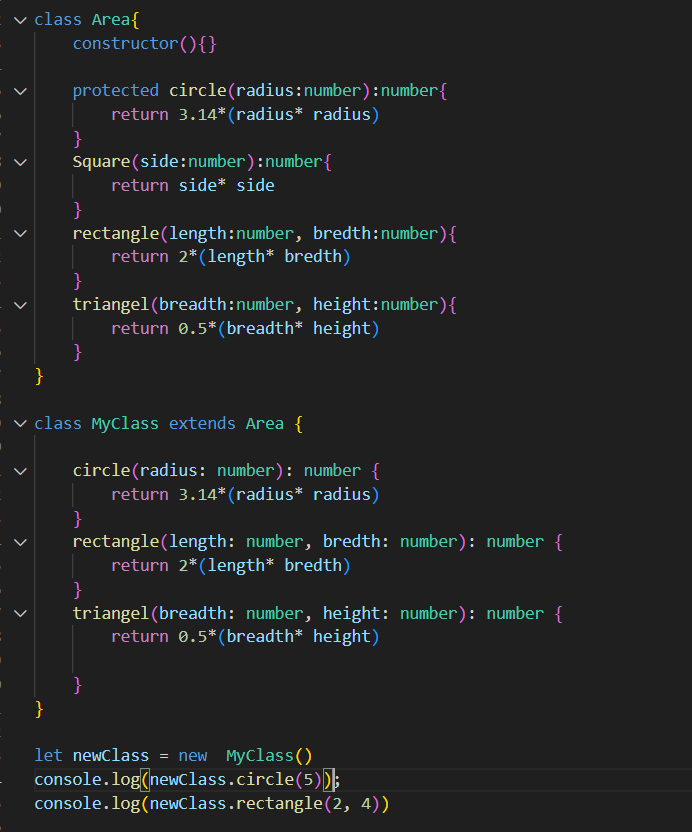 class Area{
constructor(){}
protected circle(radius:number):number{
return 3.14*(radius* radius)
}
Square(side:number):number{
return side* side
}
rectangle(length:number, bredth:number){
return 2*(length* bredth)
}
triangel(breadth:number, height:number){
return 0.5*(breadth* height)
}
}
class MyClass extends Area {
circle(radius: number): number {
return 3.14*(radius* radius)
}
rectangle(length: number, bredth: number): number {
return 2*(length* bredth)
}
triangel(breadth: number, height: number): number {
return 0.5*(breadth* height)
}
}
let newClass = new  MyClass()
console.log(newClass.circle(5));
console.log(newClass.rectangle(2, 4))